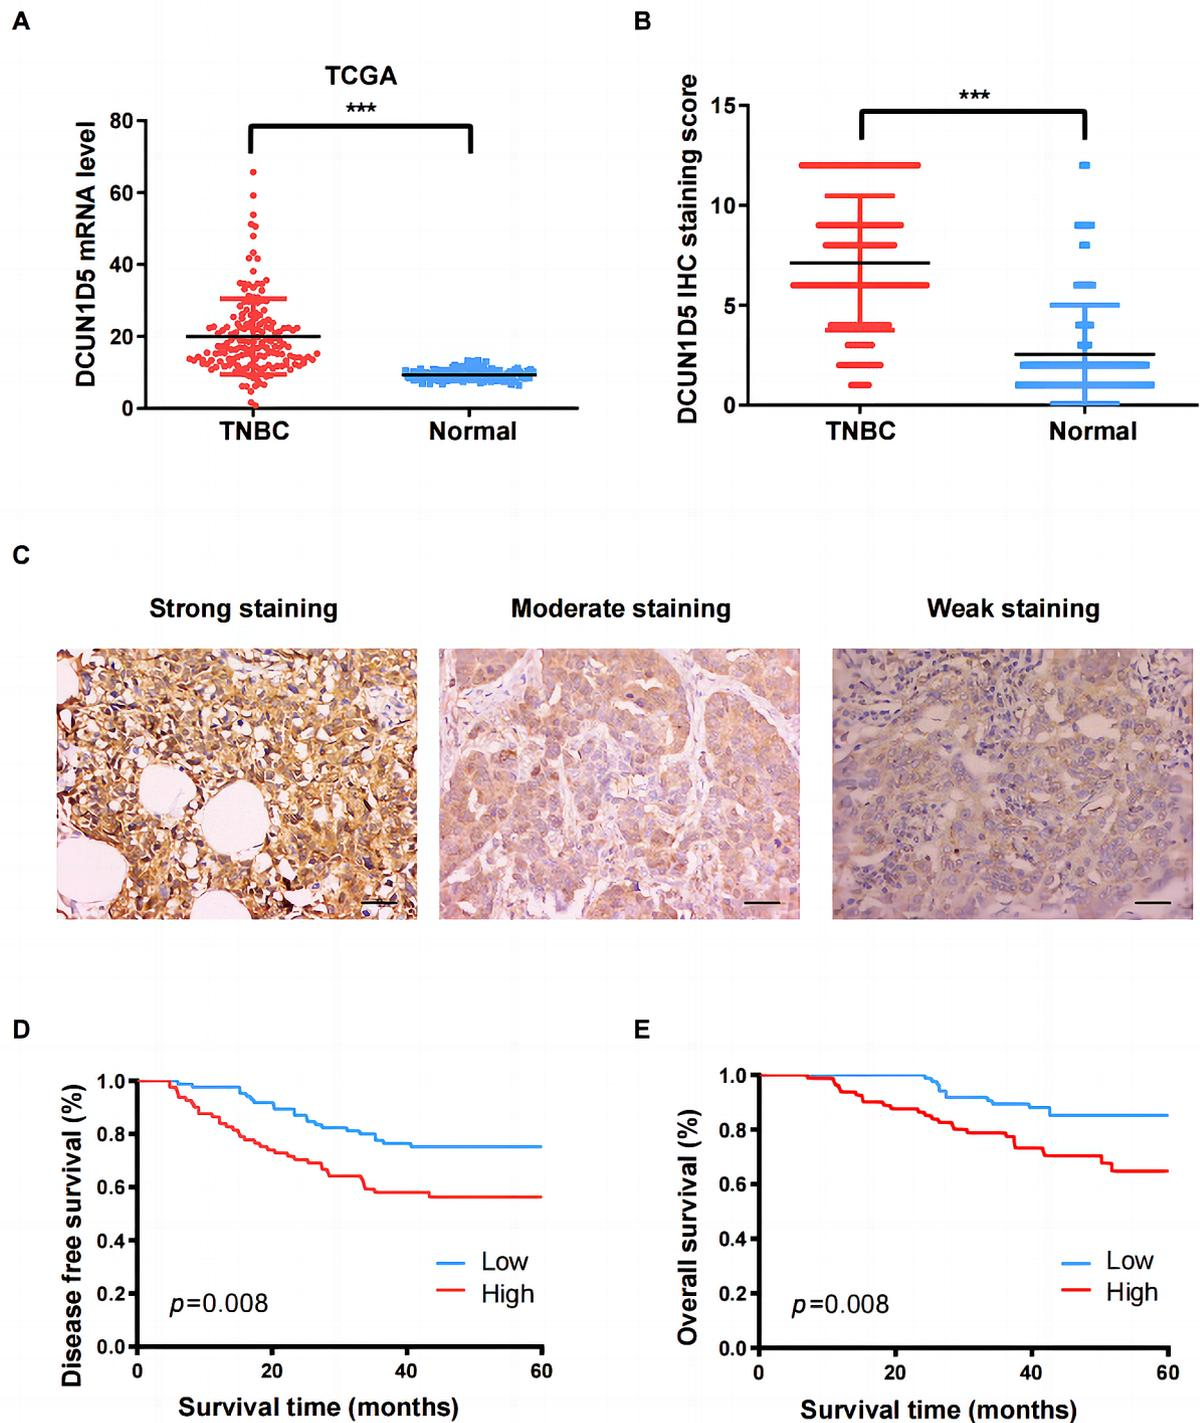 A
B
TCGA
***
DCUN1D5 mRNA level
80
60
40
20
0
TNBC
Normal
***
DCUN1D5 IHC staining score
15
10
5
0
TNBC
Normal
C
Strong staining
Moderate staining
Weak staining
D
E
Disease free survival (%)
1.0
0.8
0.6
0.4
0.2
0.0
Low
High
p=0.008
0
20
40
60
Survival time (months)
Overall survival (%)
1.0
0.8
0.6
0.4
0.2
0.0
Low
High
p=0.008
0
20
40
60
Survival time (months)